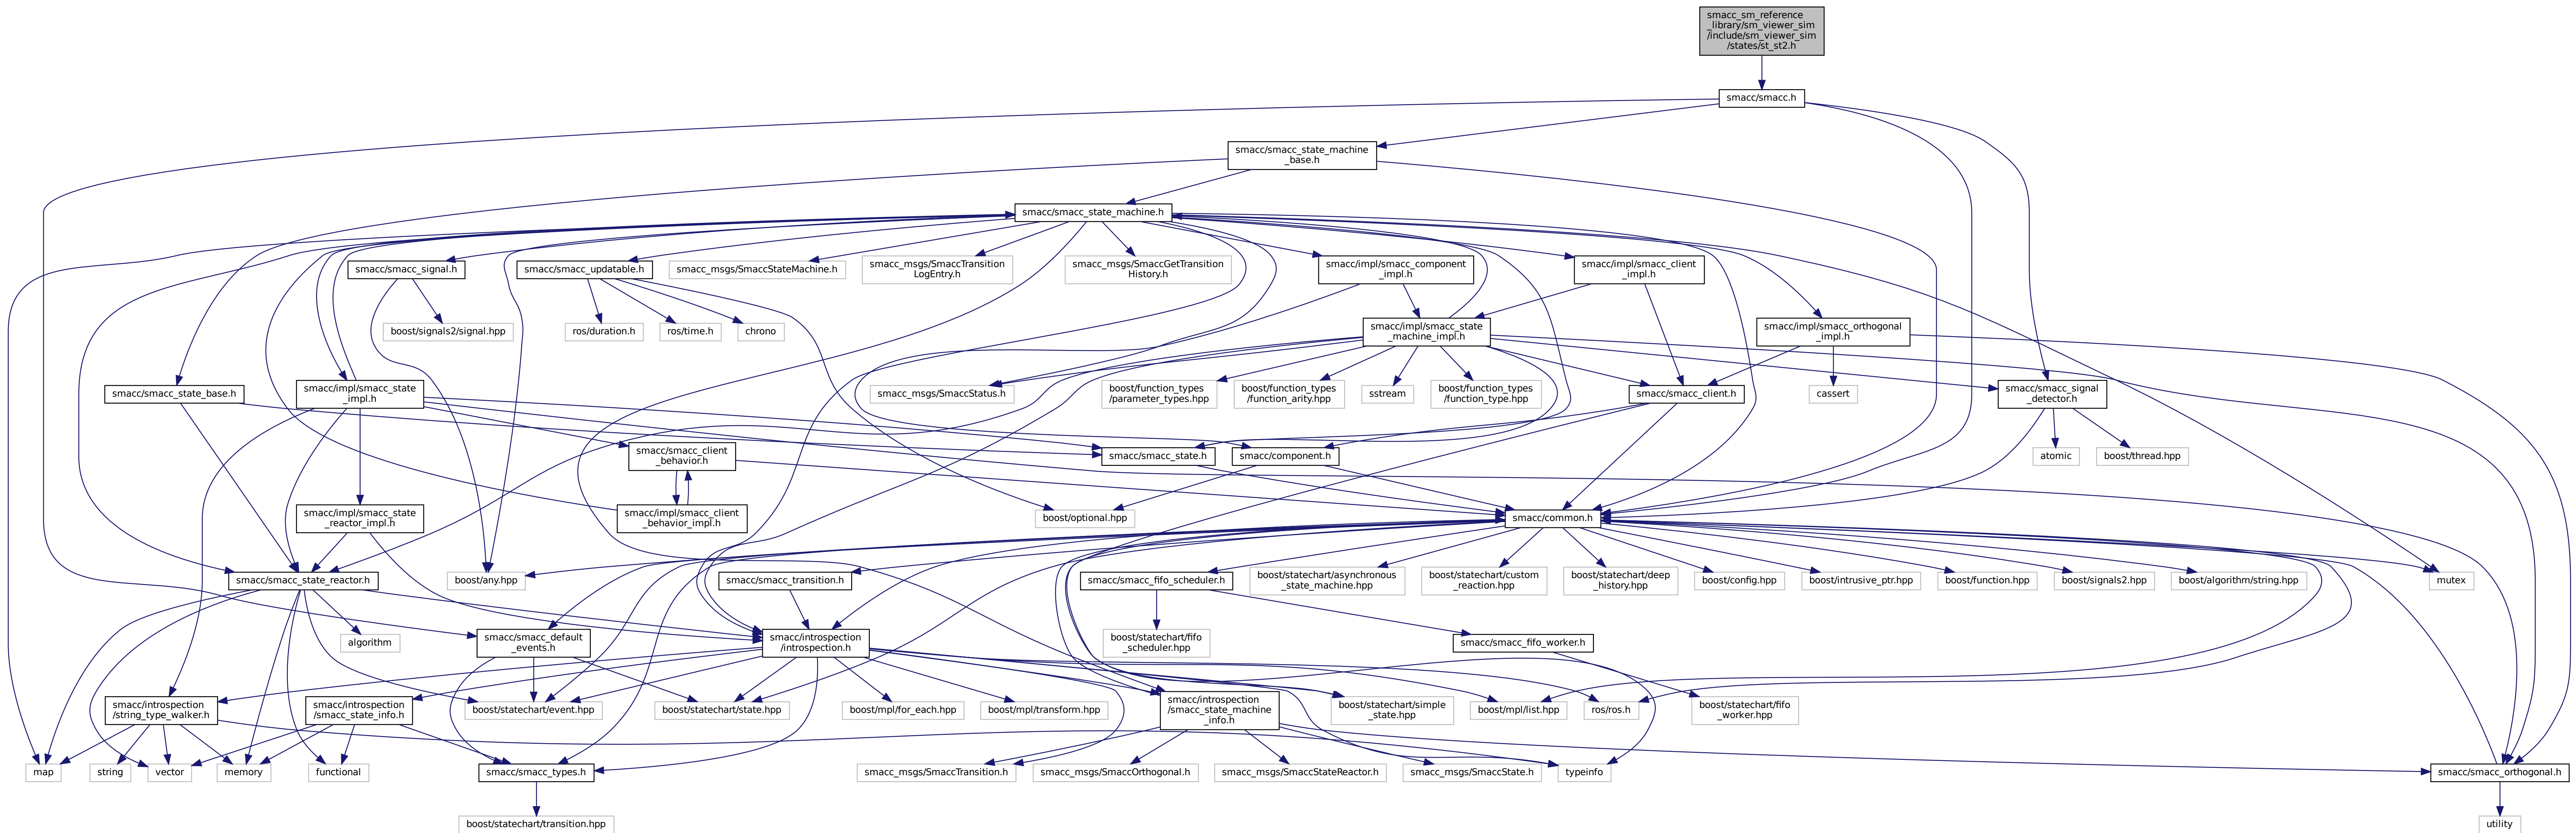 smacc_sm_reference
_library/sm_viewer_sim
/include/sm_viewer_sim
/states/st_st2.h
smacc/smacc.h
smacc/smacc_state_machine
_base.h
smacc/smacc_state_machine.h
smacc/smacc_signal.h
smacc/smacc_updatable.h
smacc_msgs/SmaccStateMachine.h
smacc_msgs/SmaccTransition
LogEntry.h
smacc_msgs/SmaccGetTransition
History.h
smacc/impl/smacc_component
_impl.h
smacc/impl/smacc_client
_impl.h
boost/signals2/signal.hpp
ros/duration.h
ros/time.h
chrono
smacc/impl/smacc_state
_machine_impl.h
smacc/impl/smacc_orthogonal
_impl.h
smacc/smacc_state_base.h
smacc/impl/smacc_state
_impl.h
smacc_msgs/SmaccStatus.h
boost/function_types
/parameter_types.hpp
boost/function_types
/function_arity.hpp
sstream
boost/function_types
/function_type.hpp
smacc/smacc_client.h
cassert
smacc/smacc_signal
_detector.h
smacc/smacc_client
_behavior.h
smacc/smacc_state.h
smacc/component.h
atomic
boost/thread.hpp
smacc/impl/smacc_state
_reactor_impl.h
smacc/impl/smacc_client
_behavior_impl.h
boost/optional.hpp
smacc/common.h
smacc/smacc_state_reactor.h
boost/any.hpp
smacc/smacc_transition.h
smacc/smacc_fifo_scheduler.h
boost/statechart/asynchronous
_state_machine.hpp
boost/statechart/custom
_reaction.hpp
boost/statechart/deep
_history.hpp
boost/config.hpp
boost/intrusive_ptr.hpp
boost/function.hpp
boost/signals2.hpp
boost/algorithm/string.hpp
mutex
algorithm
smacc/smacc_default
_events.h
smacc/introspection
/introspection.h
boost/statechart/fifo
_scheduler.hpp
smacc/smacc_fifo_worker.h
smacc/introspection
/string_type_walker.h
smacc/introspection
/smacc_state_info.h
boost/statechart/event.hpp
boost/statechart/state.hpp
boost/mpl/for_each.hpp
boost/mpl/transform.hpp
smacc/introspection
/smacc_state_machine
_info.h
boost/statechart/simple
_state.hpp
boost/mpl/list.hpp
ros/ros.h
boost/statechart/fifo
_worker.hpp
map
string
vector
memory
functional
smacc/smacc_types.h
smacc_msgs/SmaccTransition.h
smacc_msgs/SmaccOrthogonal.h
smacc_msgs/SmaccStateReactor.h
smacc_msgs/SmaccState.h
typeinfo
smacc/smacc_orthogonal.h
boost/statechart/transition.hpp
utility